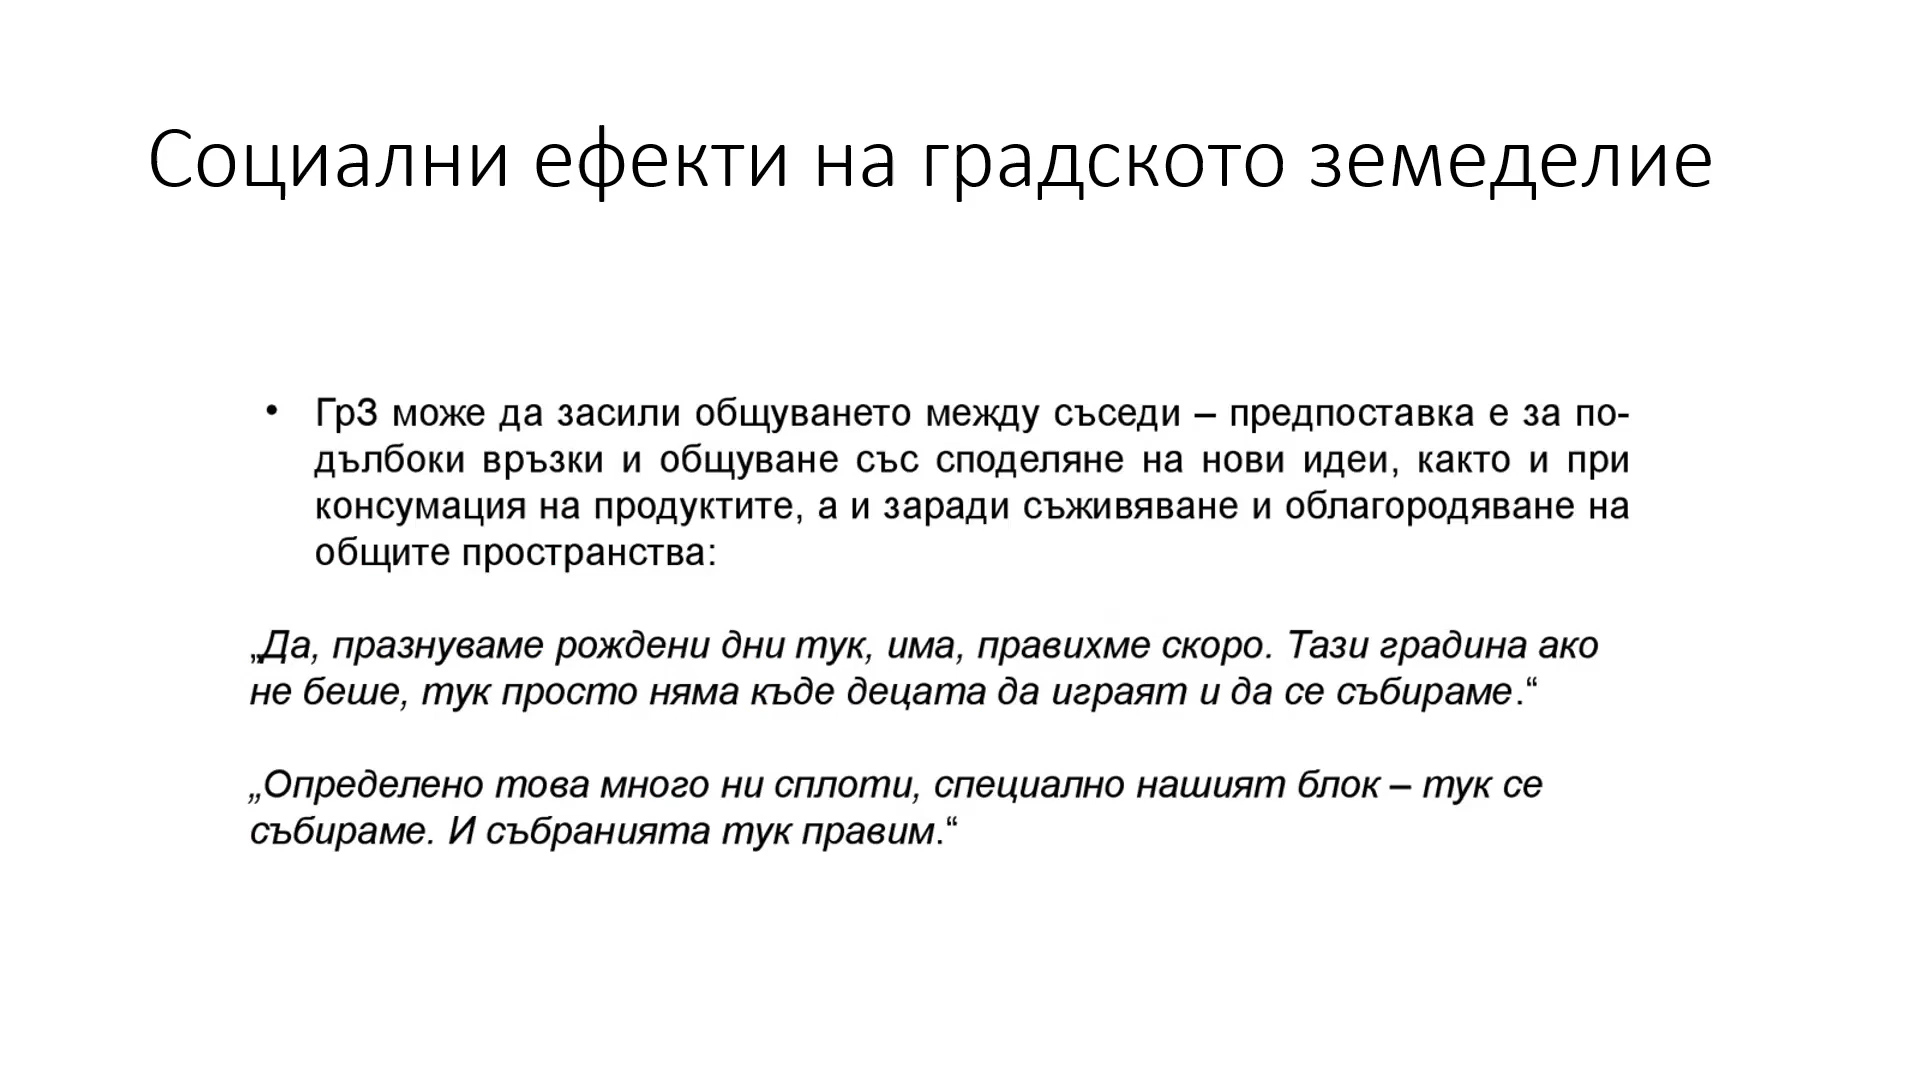 Социални ефекти на градското земеделие
• ГрЗ може да засили общуването между съседи – предпоставка е за по-
дълбоки връзки и общуване със споделяне на нови идеи, както и при
консумация на продуктите, а и заради съживяване и облагородяване на
общите пространства:
„Да, празнуваме рождени дни тук, има, правихме скоро. Тази градина ако
не беше, тук просто няма къде децата да играят и да се събираме.“
„Определено това много ни сплоти, специално нашият блок – тук се
събираме. И събранията тук правим.“